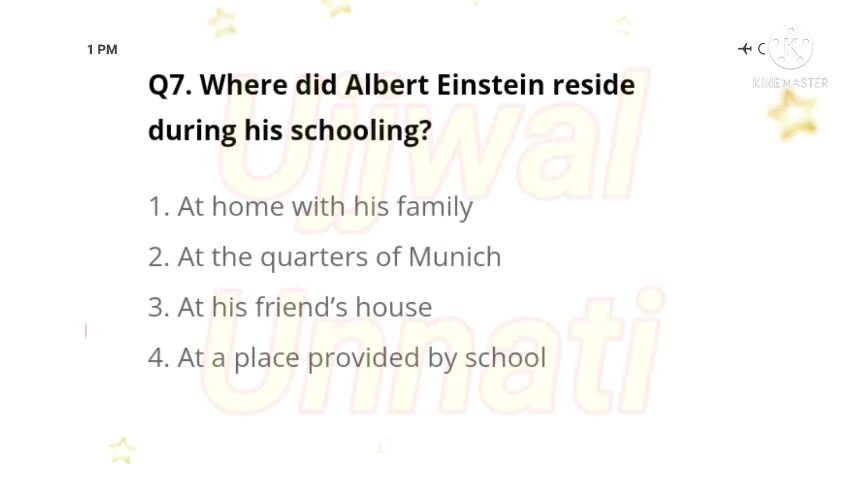 1 PM
KINEMASTER
Q7. Where did Albert Einstein reside
during his schooling?
1. At home with his family
2. At the quarters of Munich
3. At his friend’s house
4. At a place provided by school
Ujjwal
Unnati